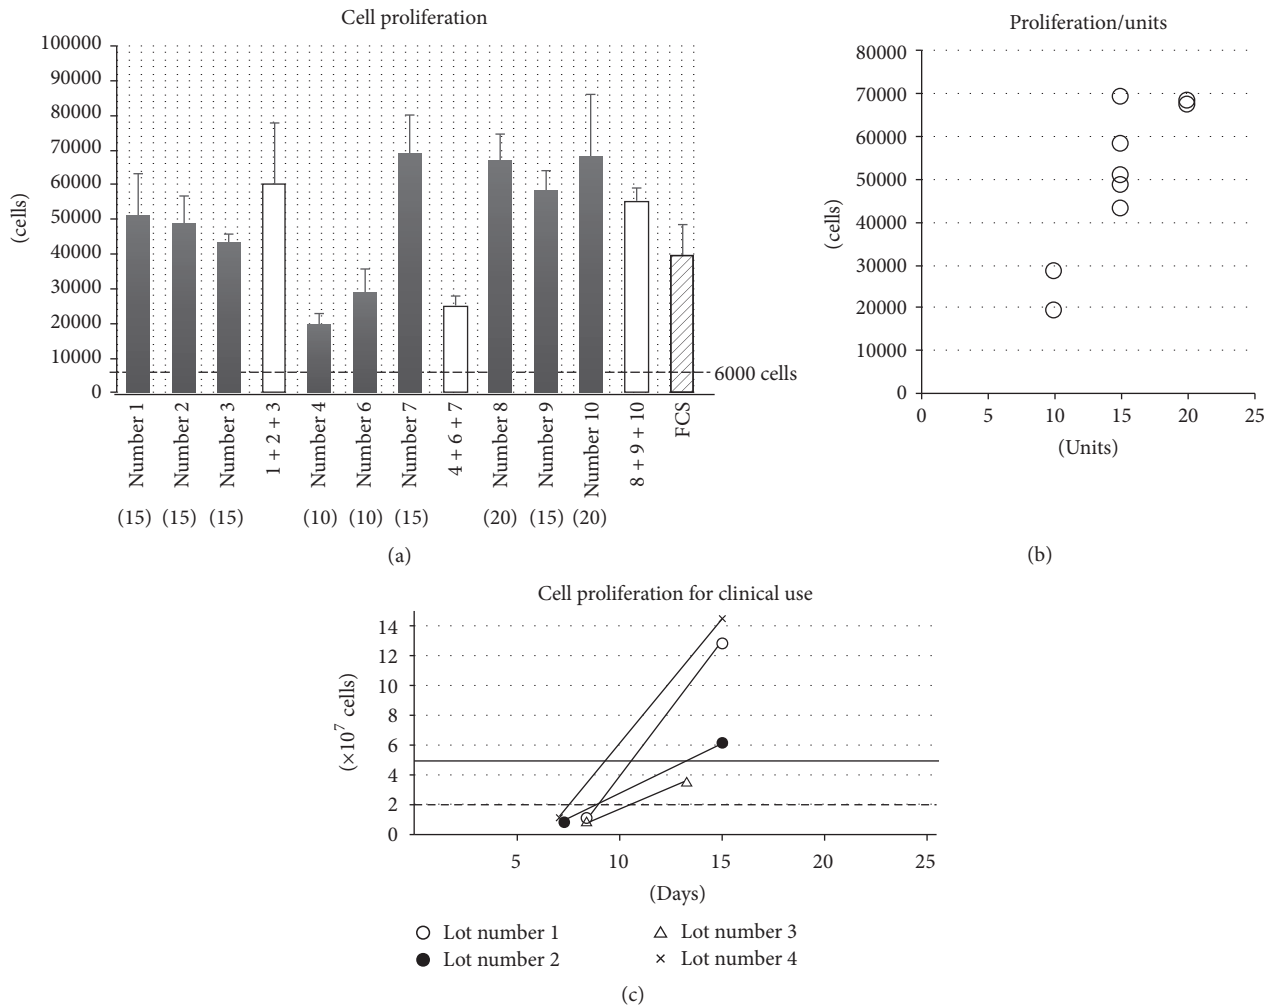 Cell proliferation
100000
90000
80000
70000
60000
50000
40000
30000
20000
10000
0
(cells)
6000 cells
Number 1
Number 2
Number 3
1 + 2 + 3
Number 4
Number 6
Number 7
4 + 6 + 7
Number 8
Number 9
Number 10
8 + 9 + 10
FCS
(15) (15) (15) (10) (10) (15) (20) (15) (20)
(a)
Proliferation/units
80000
70000
60000
50000
40000
30000
20000
10000
0
(cells)
0 5 10 15 20 25
(Units)
(b)
Cell proliferation for clinical use
14
12
10
8
6
4
2
0
(×10⁷ cells)
5 10 15 20 25
(Days)
Lot number 1
Lot number 2
Lot number 3
Lot number 4
(c)